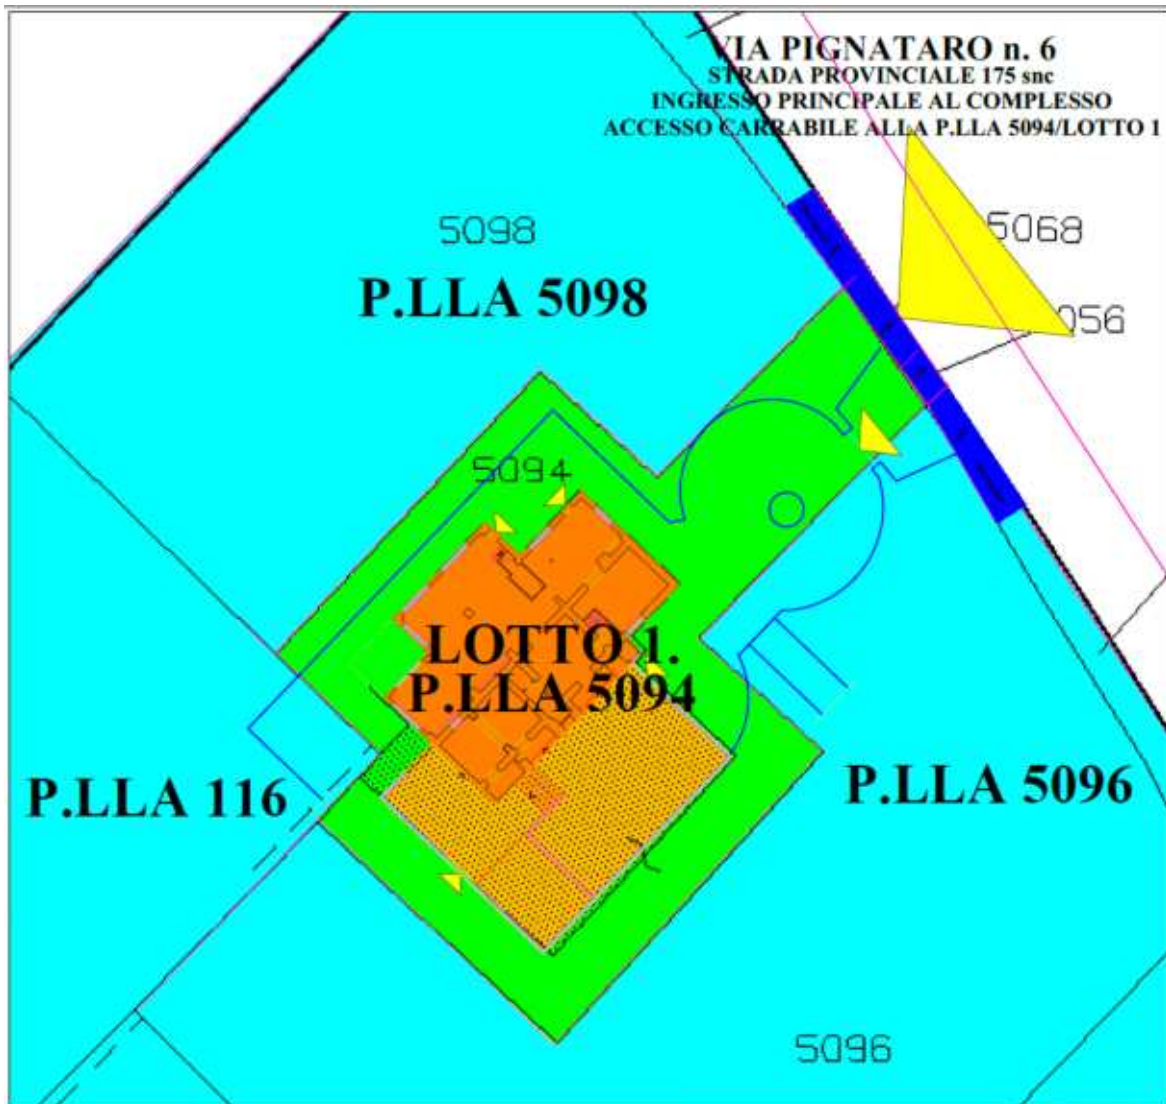 VIA PIGNATARO n. 6
STRADA PROVINCIALE 175 snc
INGRESSO PRINCIPALE AL COMPLESSO
ACCESSO CARRABILE ALLA P.LLA 5094/LOTTO 1
5098
5068
P.LLA 5098
056
5094
LOTTO 1.
P.LLA 5094
P.LLA 116
P.LLA 5096
5096